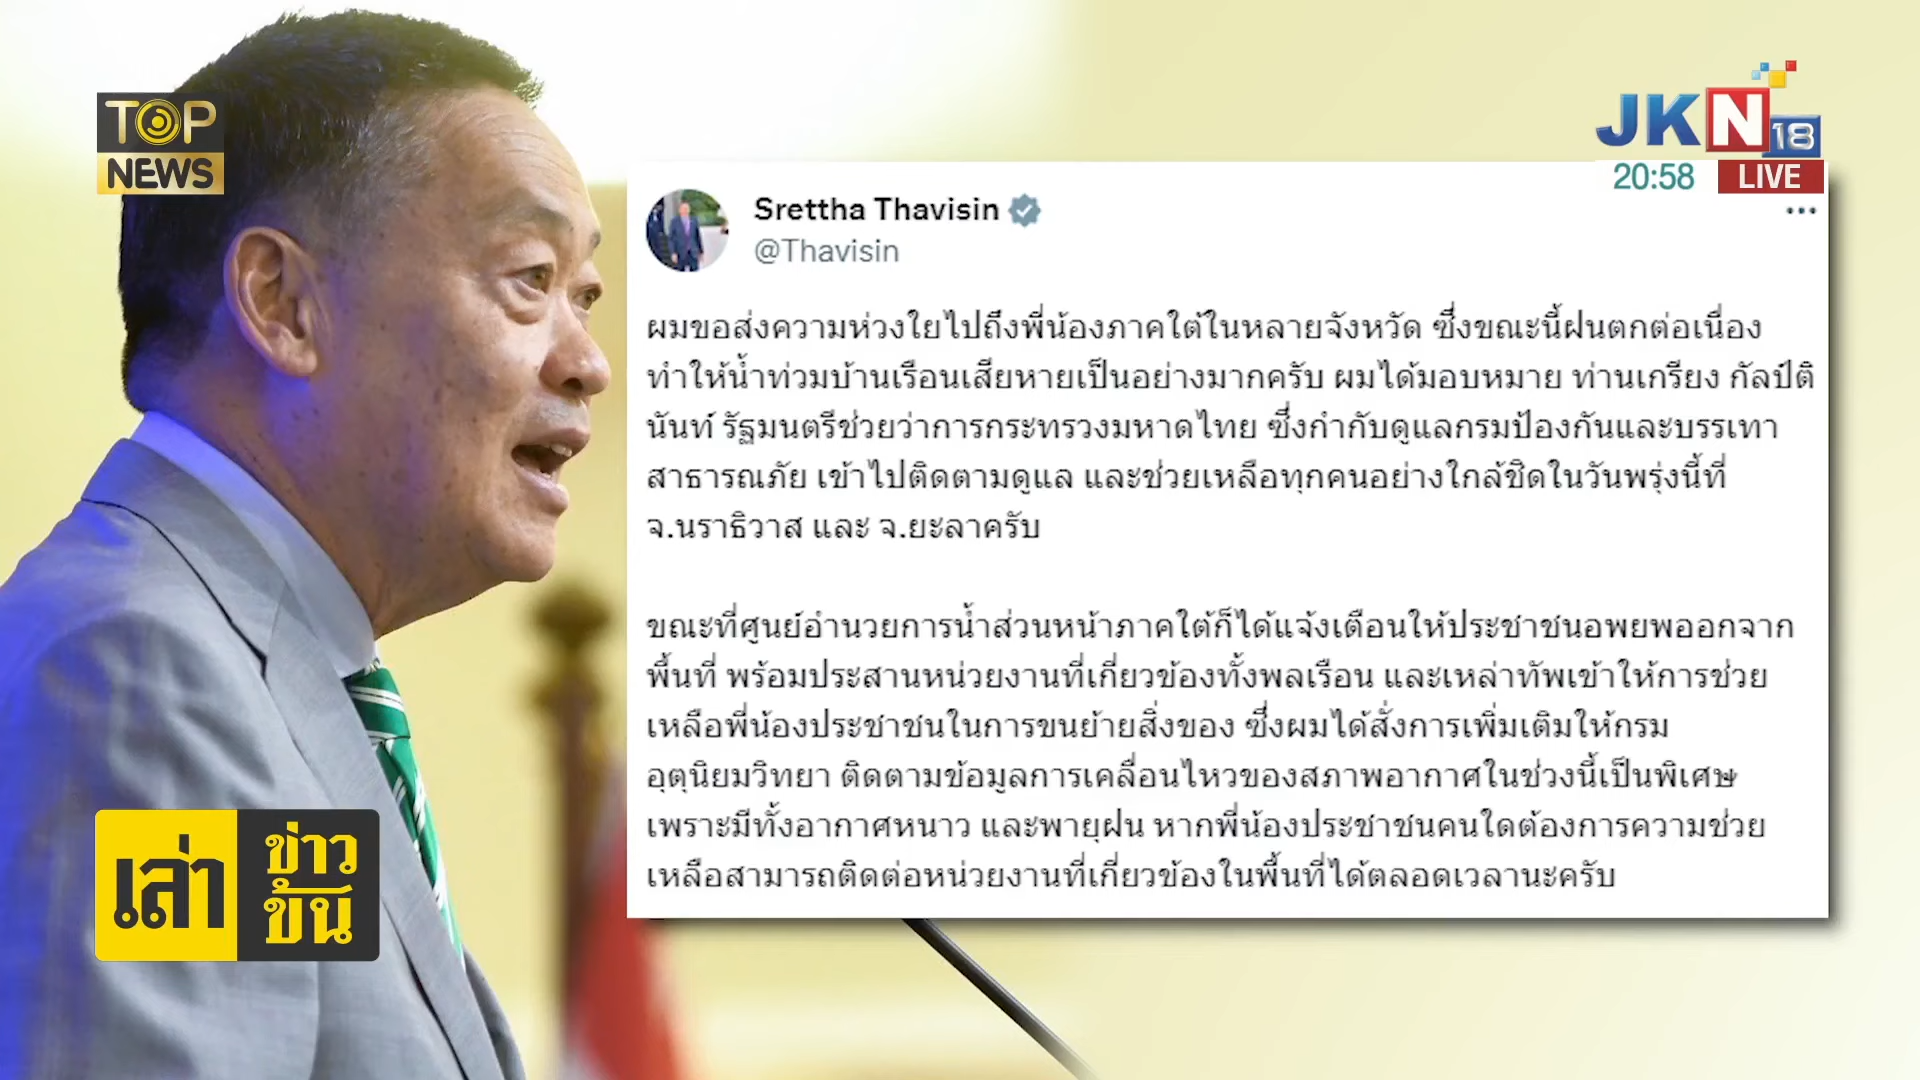 TOP
NEWS
JKN
18
20:58 LIVE
Srettha Thavisin
@Thavisin
ผมขอส่งความห่วงใยไปถึงพี่น้องภาคใต้ในหลายจังหวัด ซึ่งขณะนี้ฝนตกต่อเนื่อง
ทำให้น้ำท่วมบ้านเรือนเสียหายเป็นอย่างมากครับ ผมได้มอบหมาย ท่านเกรียง กัลป์ติ
นันท์ รัฐมนตรีช่วยว่าการกระทรวงมหาดไทย ซึ่งกำกับดูแลกรมป้องกันและบรรเทา
สาธารณภัย เข้าไปติดตามดูแล และช่วยเหลือทุกคนอย่างใกล้ชิดในวันพรุ่งนี้ที่
จ.นราธิวาส และ จ.ยะลาครับ
ขณะที่ศูนย์อำนวยการน้ำส่วนหน้าภาคใต้ก็ได้แจ้งเตือนให้ประชาชนอพยพออกจาก
พื้นที่ พร้อมประสานหน่วยงานที่เกี่ยวข้องทั้งพลเรือน และเหล่าทัพเข้าให้การช่วย
เหลือพี่น้องประชาชนในการขนย้ายสิ่งของ ซึ่งผมได้สั่งการเพิ่มเติมให้กรม
อุตุนิยมวิทยา ติดตามข้อมูลการเคลื่อนไหวของสภาพอากาศในช่วงนี้เป็นพิเศษ
เพราะมีทั้งอากาศหนาว และพายุฝน หากพี่น้องประชาชนคนใดต้องการความช่วย
เหลือสามารถติดต่อหน่วยงานที่เกี่ยวข้องในพื้นที่ได้ตลอดเวลานะครับ
เล่า
ข่าว
ข้น